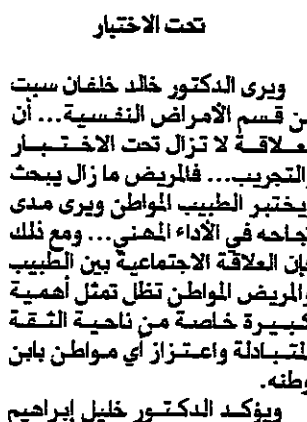 تحت الاختبار
ويرى الدكتور خالد خلفان سبت
من قسم الأمراض النفسية... أن
العلاقة لا تزال تحت الاختبار
والتجريب... فالمريض ما زال يبحث
ويختبر الطبيب المواطن ويرى مدى
نجاحه في الأداء المهني... ومع ذلك
فإن العلاقة الاجتماعية بين الطبيب
والمريض المواطن تظل تمثل أهمية
كبيرة خاصة من ناحية الثقة
المتبادلة واعتزاز أي مواطن بابن
وطنه.
ويؤكد الدكتور خليل إبراهيم